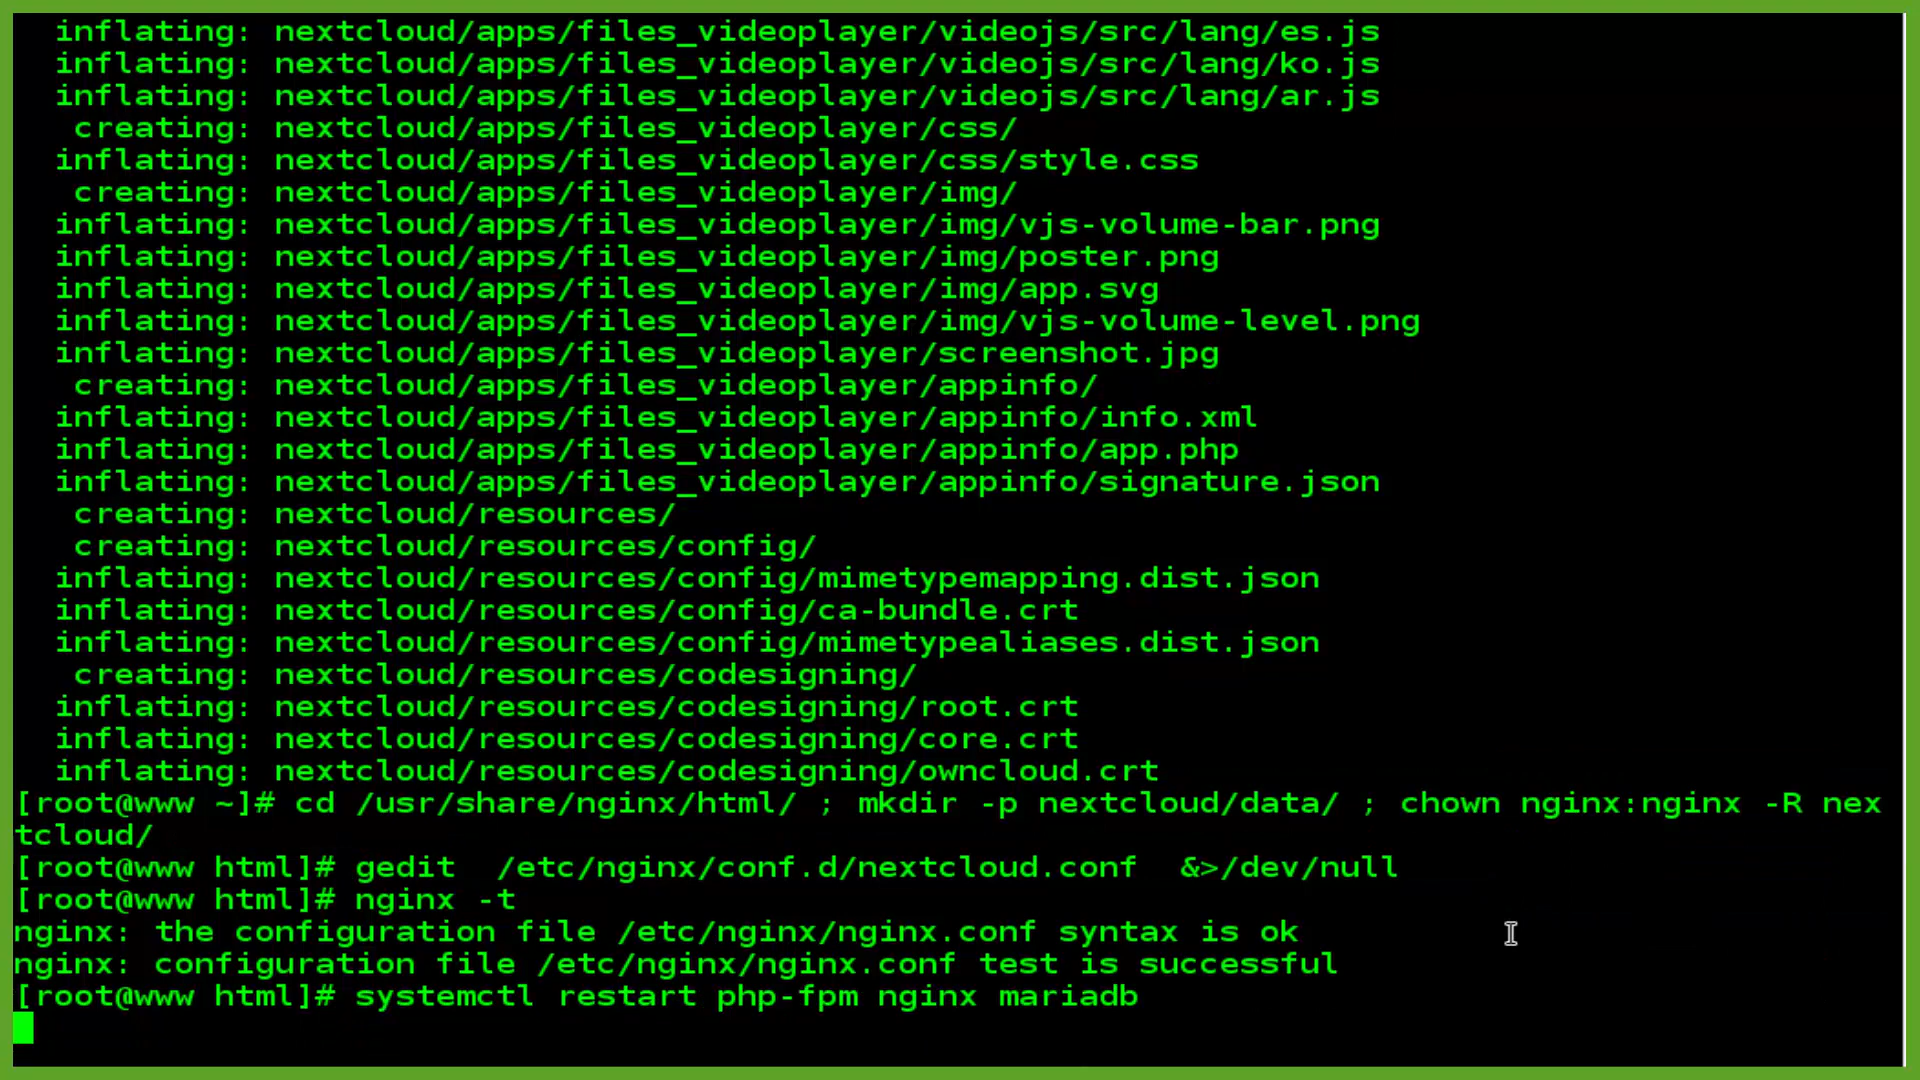 inflating: nextcloud/apps/files_videoplayer/videojs/src/lang/es.js
inflating: nextcloud/apps/files_videoplayer/videojs/src/lang/ko.js
inflating: nextcloud/apps/files_videoplayer/videojs/src/lang/ar.js
creating: nextcloud/apps/files_videoplayer/css/
inflating: nextcloud/apps/files_videoplayer/css/style.css
creating: nextcloud/apps/files_videoplayer/img/
inflating: nextcloud/apps/files_videoplayer/img/vjs-volume-bar.png
inflating: nextcloud/apps/files_videoplayer/img/poster.png
inflating: nextcloud/apps/files_videoplayer/img/app.svg
inflating: nextcloud/apps/files_videoplayer/img/vjs-volume-level.png
inflating: nextcloud/apps/files_videoplayer/screenshot.jpg
creating: nextcloud/apps/files_videoplayer/appinfo/
inflating: nextcloud/apps/files_videoplayer/appinfo/info.xml
inflating: nextcloud/apps/files_videoplayer/appinfo/app.php
inflating: nextcloud/apps/files_videoplayer/appinfo/signature.json
creating: nextcloud/resources/
creating: nextcloud/resources/config/
inflating: nextcloud/resources/config/mimetypemapping.dist.json
inflating: nextcloud/resources/config/ca-bundle.crt
inflating: nextcloud/resources/config/mimetypealiases.dist.json
creating: nextcloud/resources/codesigning/
inflating: nextcloud/resources/codesigning/root.crt
inflating: nextcloud/resources/codesigning/core.crt
inflating: nextcloud/resources/codesigning/owncloud.crt
[root@www ~]# cd /usr/share/nginx/html/ ; mkdir -p nextcloud/data/ ; chown nginx:nginx -R nex
tcloud/
[root@www html]# gedit  /etc/nginx/conf.d/nextcloud.conf  &>/dev/null
[root@www html]# nginx -t
nginx: the configuration file /etc/nginx/nginx.conf syntax is ok
nginx: configuration file /etc/nginx/nginx.conf test is successful
[root@www html]# systemctl restart php-fpm nginx mariadb